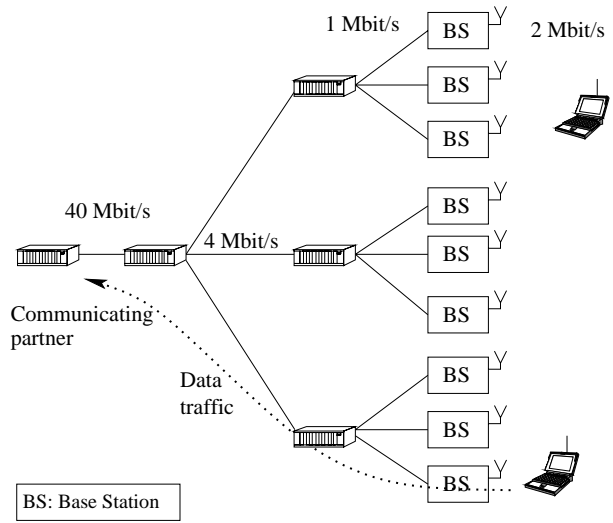 1 Mbit/s
BS
2 Mbit/s
BS
BS
40 Mbit/s
4 Mbit/s
BS
BS
BS
Communicating
partner
Data
traffic
BS
BS
BS
BS: Base Station